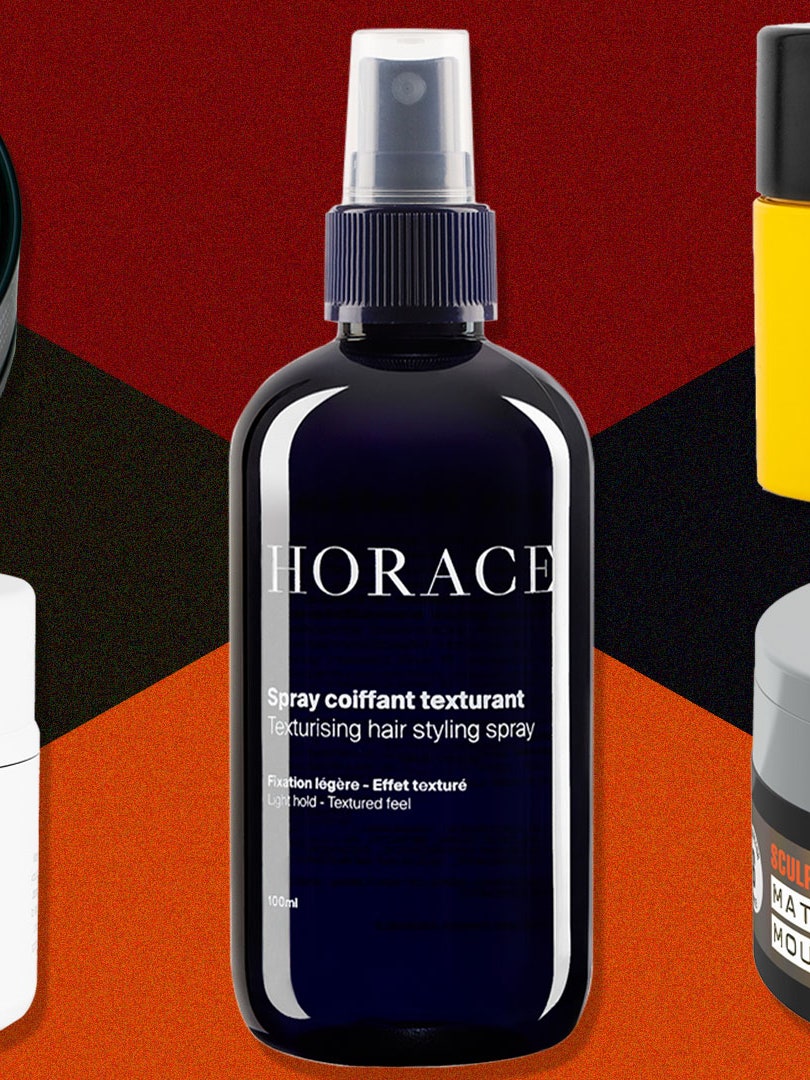 HORACE
Spray coiffant texturant
Texturising hair styling spray
Fixation légère - Effet texturé
Light hold - Textured feel
100ml